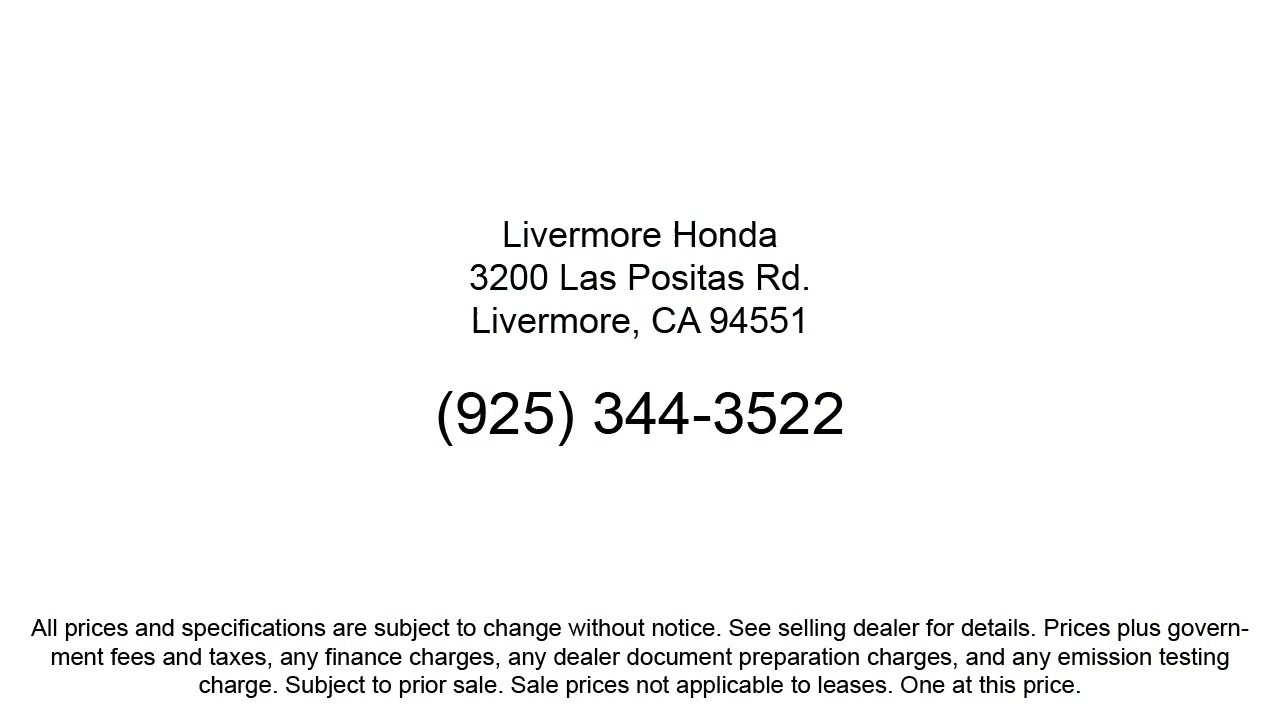 Livermore Honda
3200 Las Positas Rd.
Livermore, CA 94551
(925) 344-3522
All prices and specifications are subject to change without notice. See selling dealer for details. Prices plus govern-
ment fees and taxes, any finance charges, any dealer document preparation charges, and any emission testing
charge. Subject to prior sale. Sale prices not applicable to leases. One at this price.